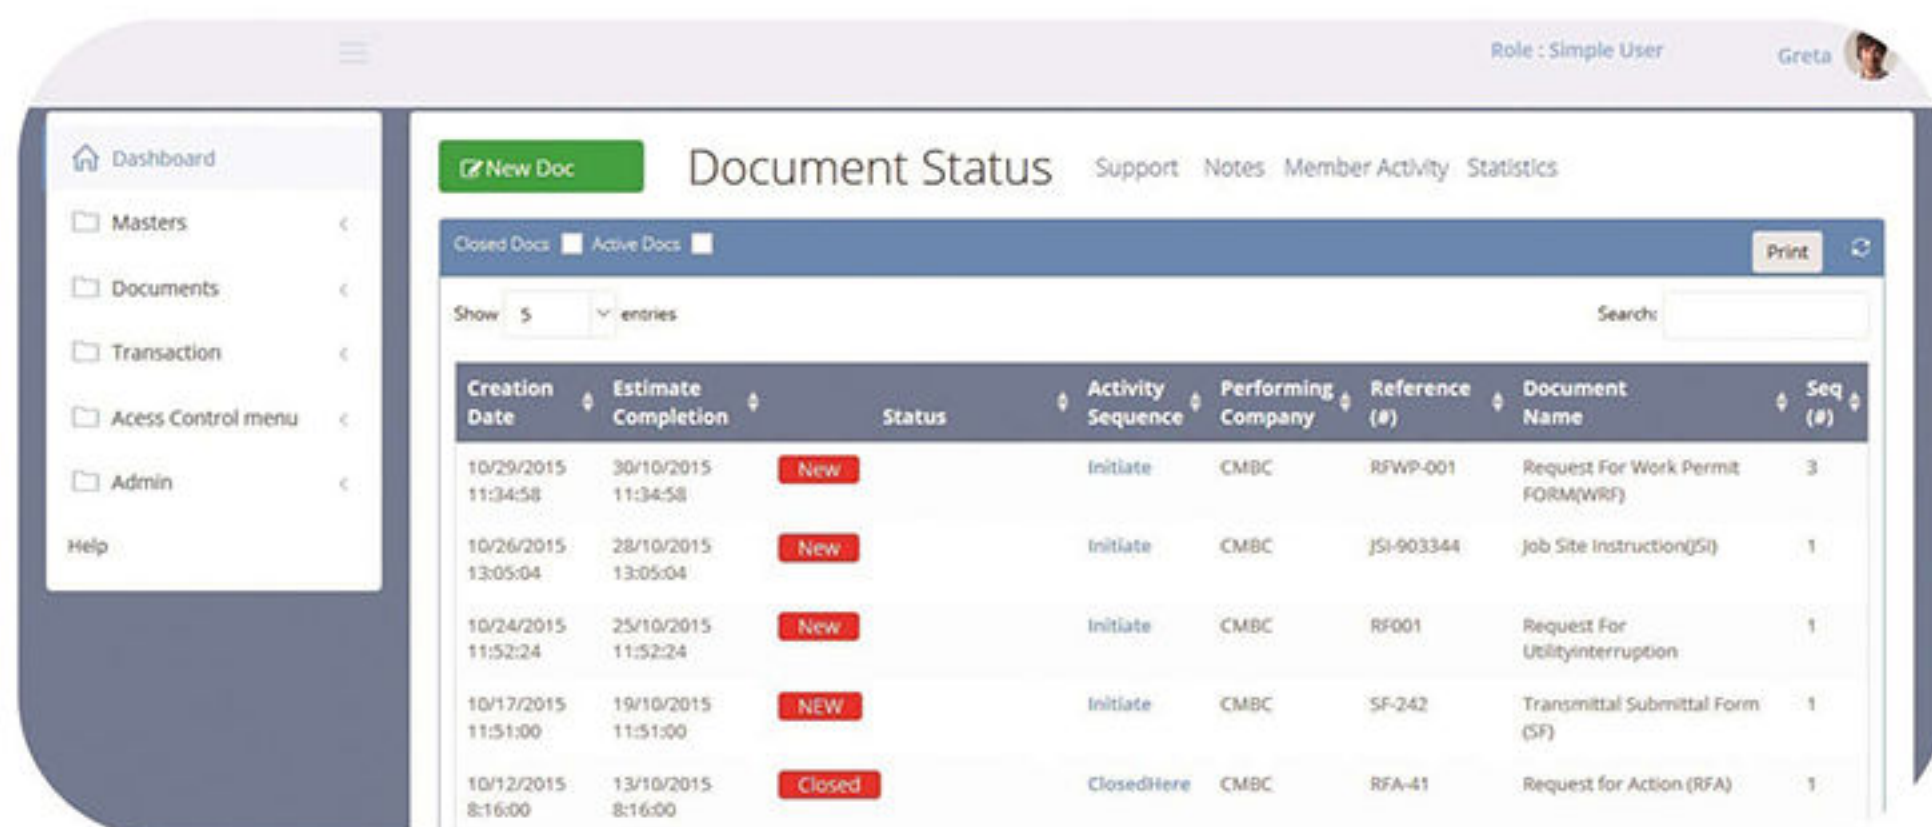 Role : Simple User
Greta
Dashboard
Masters
Documents
Transaction
Acess Control menu
Admin
Help
New Doc
Document Status
Support Notes Member Activity Statistics
Closed Docs Active Docs
Print
Show 5 entries
Search:
Creation Date
Estimate Completion
Status
Activity Sequence
Performing Company
Reference (#)
Document Name
Seq (#)
10/29/2015 30/10/2015 New Initiate CMBC RFWP-001 Request For Work Permit 3
11:34:58 11:34:58 FORM(WRF)
10/26/2015 28/10/2015 New Initiate CMBC JSI-903344 Job Site Instruction(JSI) 1
13:05:04 13:05:04
10/24/2015 25/10/2015 New Initiate CMBC RF001 Request For 1
11:52:24 11:52:24 Utilityinterruption
10/17/2015 19/10/2015 NEW Initiate CMBC SF-242 Transmittal Submittal Form 1
11:51:00 11:51:00 (SF)
10/12/2015 13/10/2015 Closed ClosedHere CMBC RFA-41 Request for Action (RFA) 1
8:16:00 8:16:00